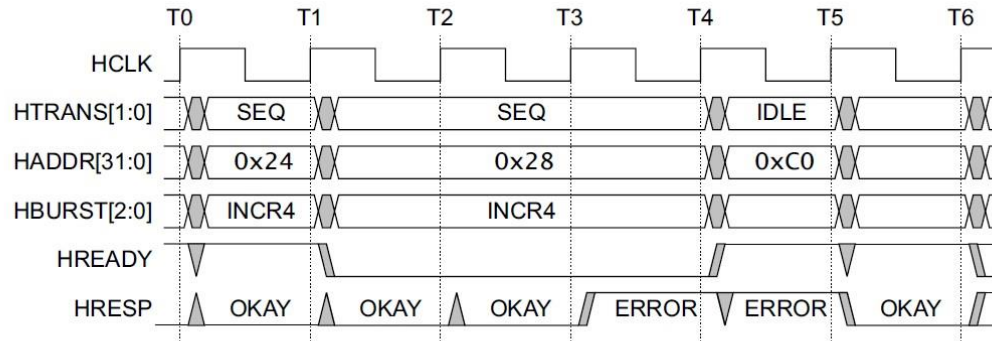 T0 T1 T2 T3 T4 T5 T6
HCLK
HTRANS[1:0] SEQ SEQ IDLE
HADDR[31:0] 0x24 0x28 0xC0
HBURST[2:0] INCR4 INCR4
HREADY
HRESP OKAY OKAY OKAY ERROR ERROR OKAY